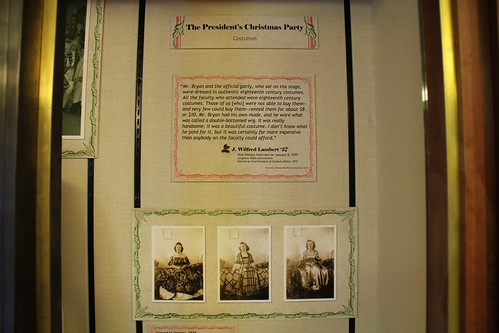 The President's Christmas Party
Costumes
"Mr. Bryan and the official party, who sat on the stage,
were dressed in authentic eighteenth century costumes.
All the faculty who attended wore eighteenth century
costumes. Those of us [who] were not able to buy them—
and very few could buy them—rented them for about $8
or $10. Mr. Bryan had his own made, and he wore what
was called a double-bottomed wig. It was really
handsome; it was a beautiful costume. I don't know what
he paid for it, but it was certainly far more expensive
than anybody on the faculty could afford."
J. Wilfred Lambert '27